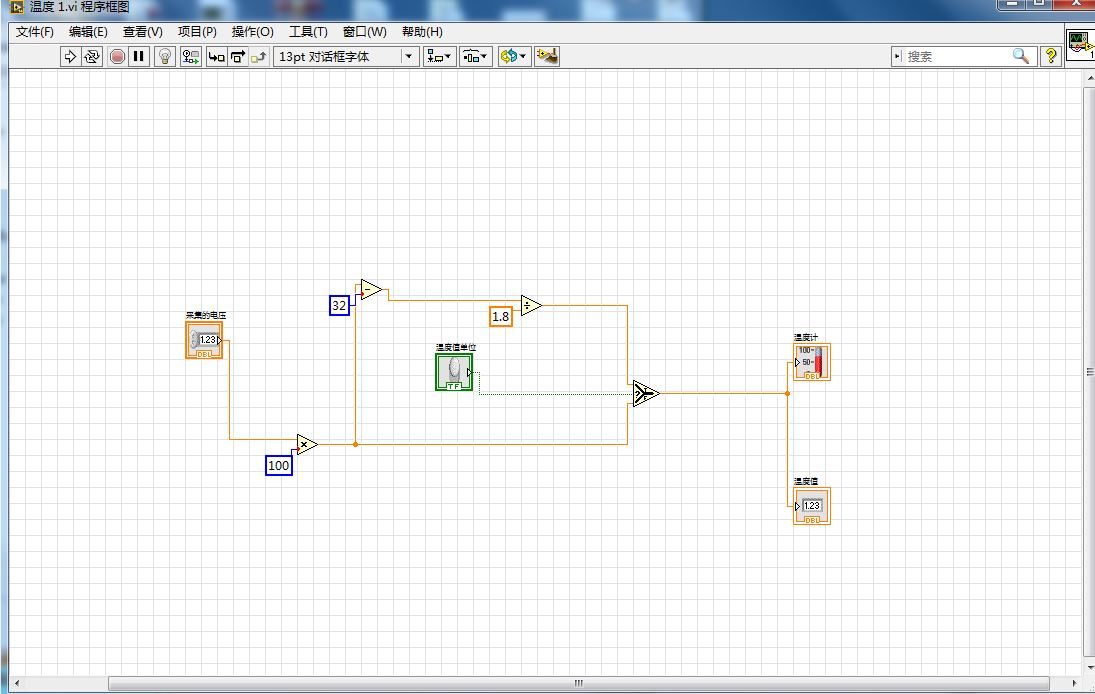 温度 1.vi 程序框图
文件(F) 编辑(E) 查看(V) 项目(P) 操作(O) 工具(T) 窗口(W) 帮助(H)
13pt 对话框字体 搜索 ?
1
32
1.8
采集的电压
1.23
DBL
温度值单位
TF
温度计
100
50
DBL
?
T
F
100
温度值
1.23
DBL